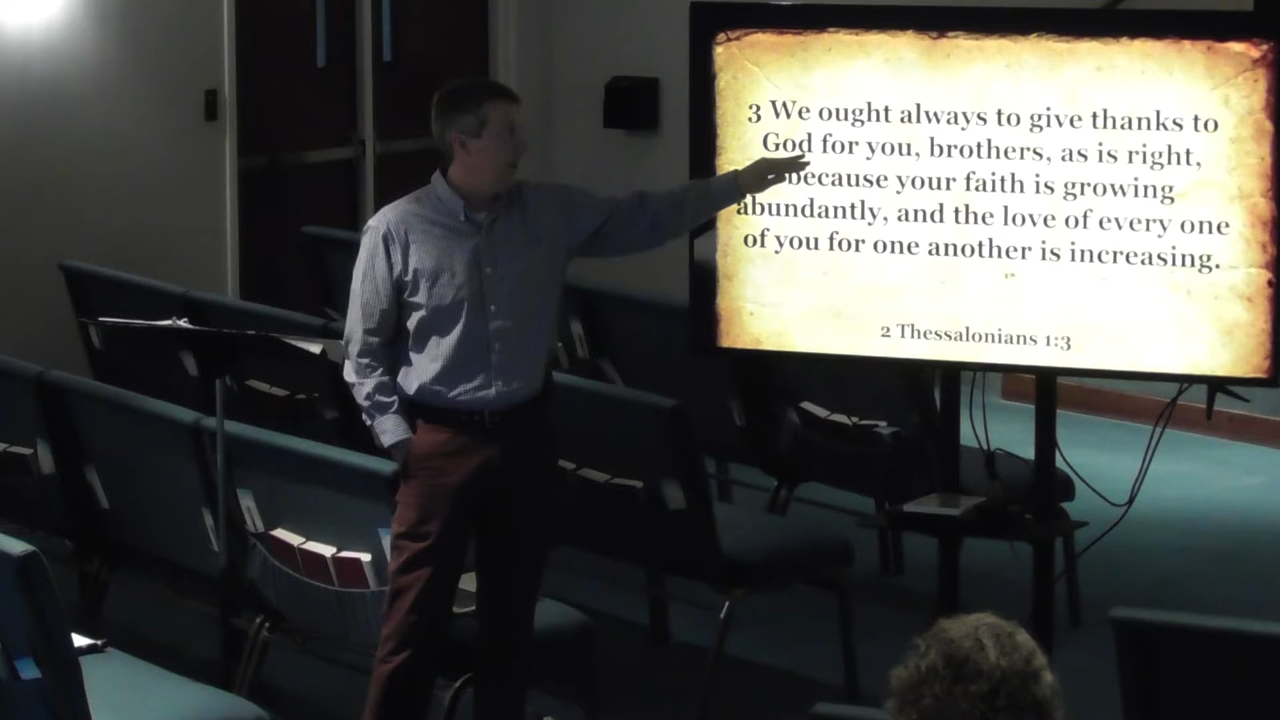 3 We ought always to give thanks to
God for you, brothers, as is right,
because your faith is growing
abundantly, and the love of every one
of you for one another is increasing.
2 Thessalonians 1:3